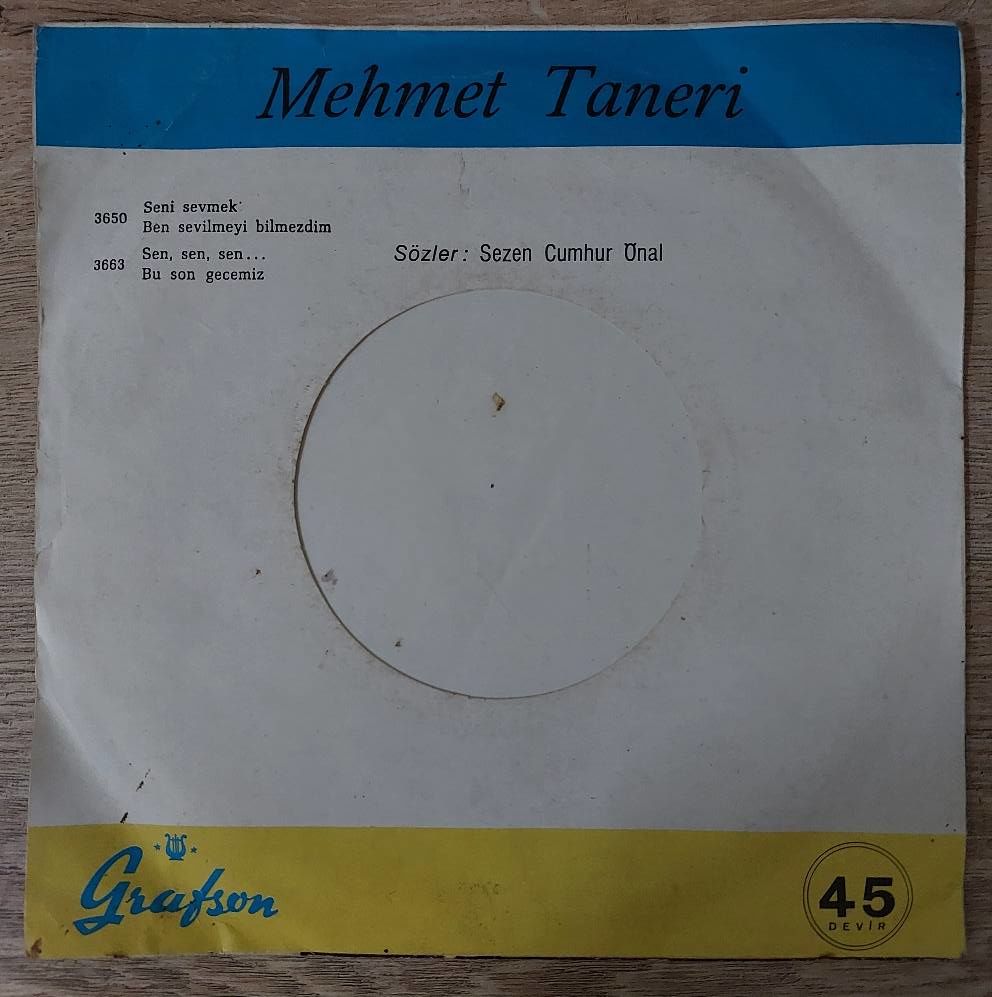 Mehmet Taneri
3650 Seni sevmek
Ben sevilmeyi bilmezdim
3663 Sen, sen, sen...
Bu son gecemiz
Sözler: Sezen Cumhur Önal
Grafson
45
DEVİR